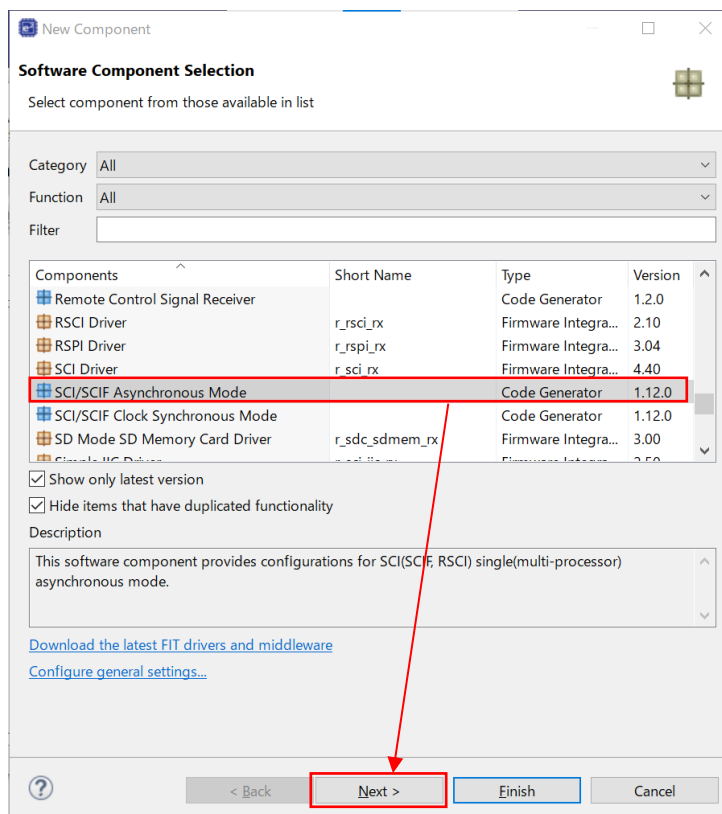 New Component
Software Component Selection
Select component from those available in list
Category All
Function All
Filter
Components Short Name Type Version
Remote Control Signal Receiver Code Generator 1.2.0
RSCI Driver r_rsci_rx Firmware Integra... 2.10
RSPI Driver r_rspi_rx Firmware Integra... 3.04
SCI Driver r_sci_rx Firmware Integra... 4.40
SCI/SCIF Asynchronous Mode Code Generator 1.12.0
SCI/SCIF Clock Synchronous Mode Code Generator 1.12.0
SD Mode SD Memory Card Driver r_sdc_sdmem_rx Firmware Integra... 3.00
Show only latest version
Hide items that have duplicated functionality
Description
This software component provides configurations for SCI(SCIF, RSCI) single(multi-processor)
asynchronous mode.
Download the latest FIT drivers and middleware
Configure general settings...
? < Back Next > Finish Cancel